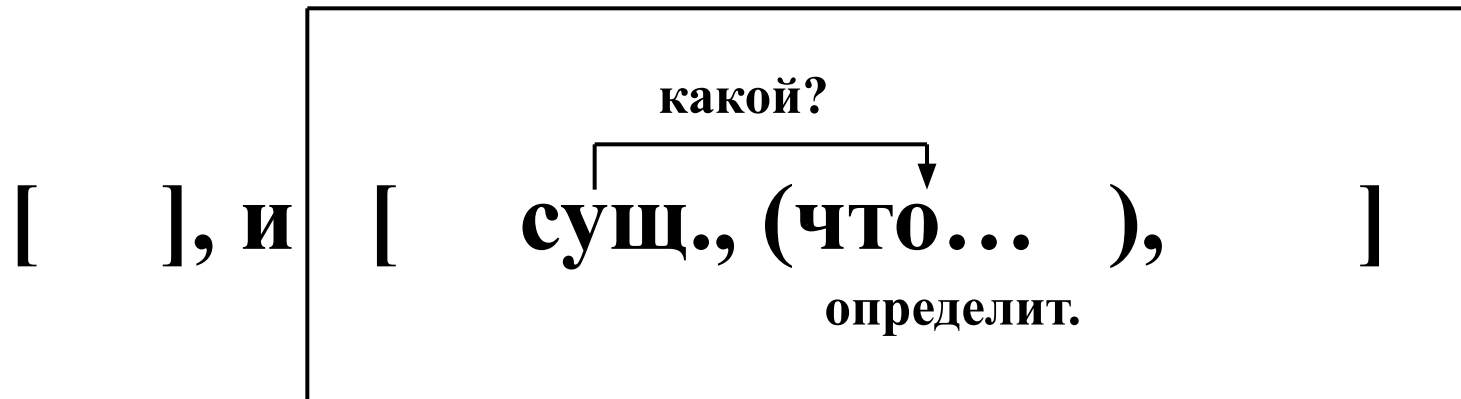 какой?
[ ], и [ сущ., (что… ), ]
определит.